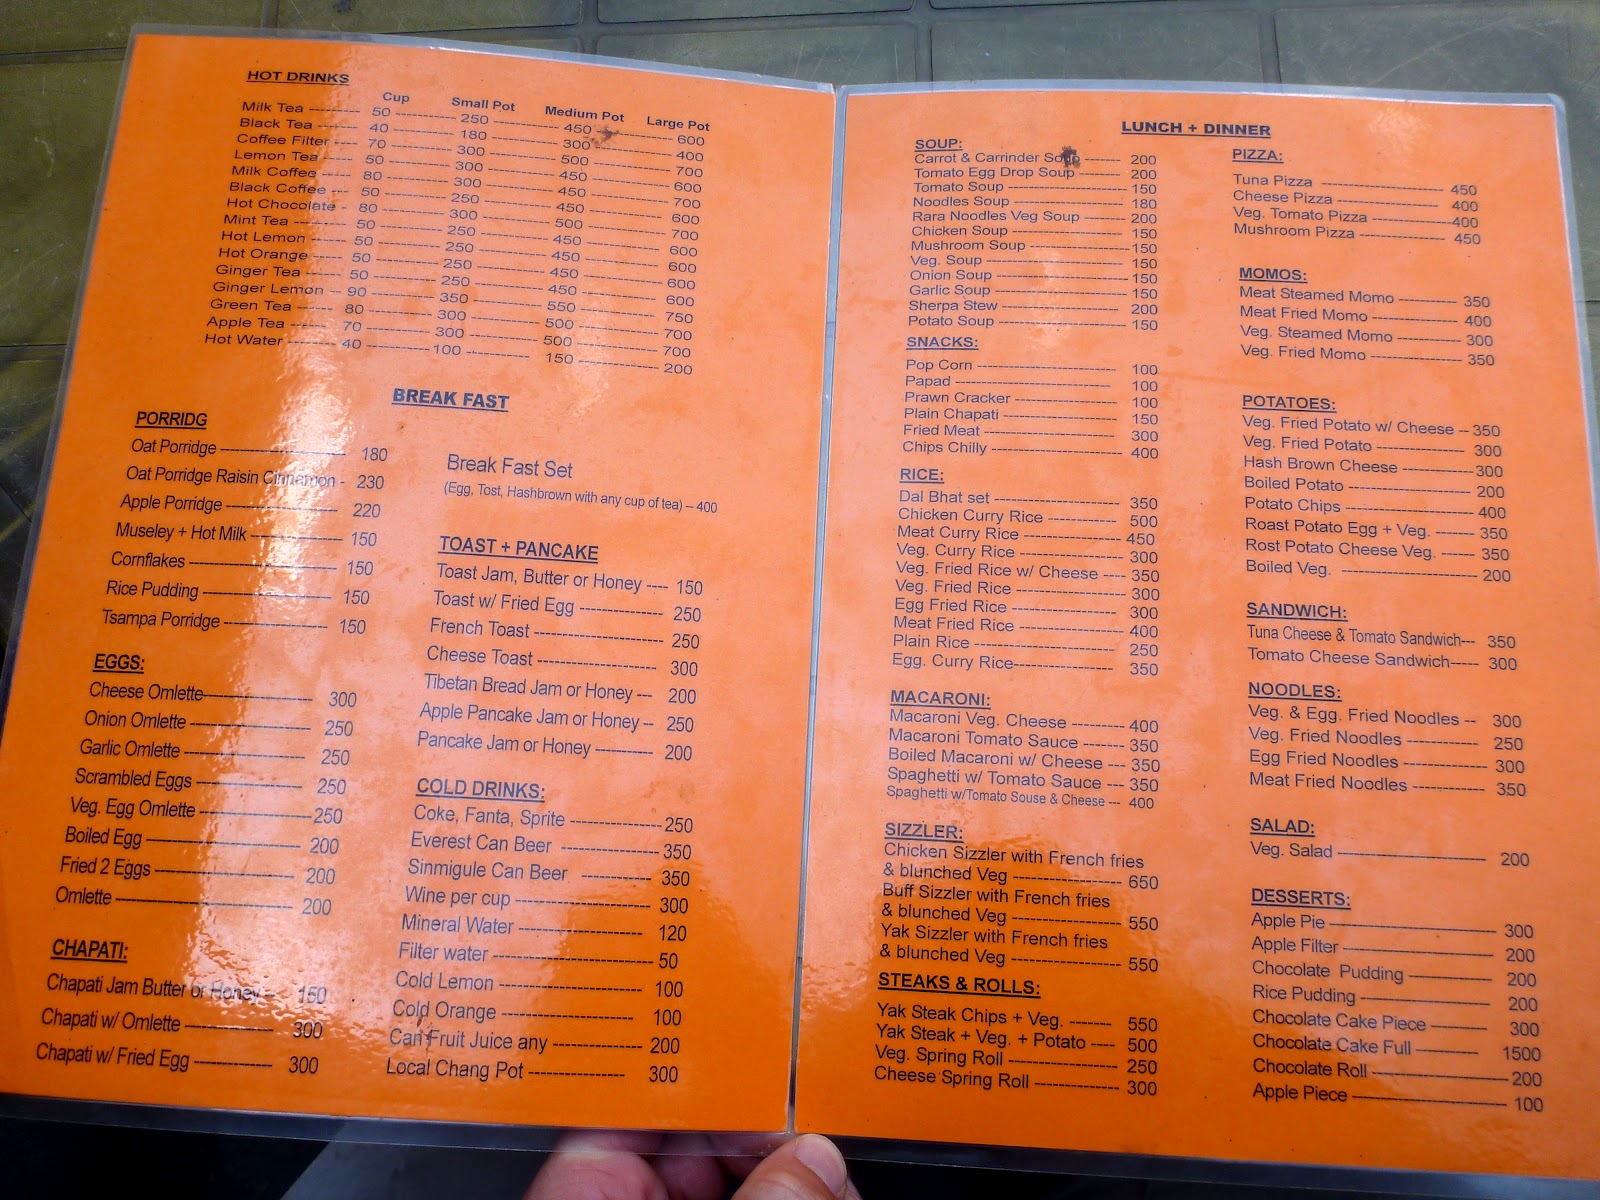 HOT DRINKS
Cup Small Pot Medium Pot Large Pot
Milk Tea ---------- 50 ---------------- 250 --------------- 450 --------------- 600
Black Tea ---------- 40 ---------------- 180 --------------- 300 --------------- 400
Coffee Filter -- 70 ---------------- 300 --------------- 500 --------------- 700
Lemon Tea ---- 50 ---------------- 300 --------------- 450 --------------- 600
Milk Coffee ---- 80 ---------------- 300 --------------- 450 --------------- 700
Black Coffee --- 50 ---------------- 250 --------------- 450 --------------- 600
Hot Chocolate - 80 ---------------- 300 --------------- 500 --------------- 700
Mint Tea ------- 50 ---------------- 250 --------------- 450 --------------- 600
Hot Lemon ------ 50 ---------------- 250 --------------- 450 --------------- 600
Hot Orange ----- 50 ---------------- 250 --------------- 450 --------------- 600
Ginger Tea ----- 50 ---------------- 250 --------------- 450 --------------- 600
Ginger Lemon -- 90 ---------------- 350 --------------- 550 --------------- 750
Green Tea ------ 80 ---------------- 300 --------------- 500 --------------- 700
Apple Tea ------ 70 ---------------- 300 --------------- 500 --------------- 700
Hot Water --------- 40 ------------- 100 ------------ 150 --------------- 200
BREAK FAST
PORRIDG
Oat Porridge -------------------- 180
Oat Porridge Raisin Cinnamon - 230
Apple Porridge ------------------- 220
Museley + Hot Milk -------------- 150
Cornflakes ----------------------- 150
Rice Pudding -------------------- 150
Tsampa Porridge ---------------- 150
EGGS:
Cheese Omlette---------------- 300
Onion Omlette ------------------ 250
Garlic Omlette ------------------ 250
Scrambled Eggs ---------------- 250
Veg. Egg Omlette --------------250
Boiled Egg ---------------------- 200
Fried 2 Eggs -------------------- 200
Omlette -------------------------- 200
CHAPATI:
Chapati Jam Butter or Honey -- 150
Chapati w/ Omlette ------------- 300
Chapati w/ Fried Egg ----------- 300
Break Fast Set
(Egg, Tost, Hashbrown with any cup of tea) – 400
TOAST + PANCAKE
Toast Jam, Butter or Honey ---- 150
Toast w/ Fried Egg --------------- 250
French Toast --------------------- 250
Cheese Toast ------------------- 300
Tibetan Bread Jam or Honey --- 200
Apple Pancake Jam or Honey -- 250
Pancake Jam or Honey --------- 200
COLD DRINKS:
Coke, Fanta, Sprite ---------------250
Everest Can Beer ---------------- 350
Sinmigule Can Beer ------------- 350
Wine per cup --------------------- 300
Mineral Water -------------------- 120
Filter water ----------------------- 50
Cold Lemon ---------------------- 100
Cold Orange --------------------- 100
Can Fruit Juice any ------------- 200
Local Chang Pot --------------- 300
LUNCH + DINNER
SOUP:
Carrot & Carrinder Soup ------ 200
Tomato Egg Drop Soup------- 200
Tomato Soup ------------------150
Noodles Soup ----------------- 180
Rara Noodles Veg Soup ------ 200
Chicken Soup ----------------- 150
Mushroom Soup --------------150
Veg. Soup --------------------- 150
Onion Soup -------------------- 150
Garlic Soup -------------------- 150
Sherpa Stew ------------------- 200
Potato Soup ------------------- 150
SNACKS:
Pop Corn ---------------------- 100
Papad ------------------------- 100
Prawn Cracker ---------------- 100
Plain Chapati ----------------- 150
Fried Meat -------------------- 300
Chips Chilly ------------------- 400
RICE:
Dal Bhat set ------------------- 350
Chicken Curry Rice ----------- 500
Meat Curry Rice -------------- 450
Veg. Curry Rice -------------- 300
Veg. Fried Rice w/ Cheese ---- 350
Veg. Fried Rice ---------------- 300
Egg Fried Rice ---------------- 300
Meat Fried Rice --------------- 400
Plain Rice --------------------- 250
Egg. Curry Rice--------------- 350
MACARONI:
Macaroni Veg, Cheese --------- 400
Macaroni Tomato Sauce ------- 350
Boiled Macaroni w/ Cheese --- 350
Spaghetti w/ Tomato Sauce --- 350
Spaghetti w/Tomato Souse & Cheese --- 400
SIZZLER:
Chicken Sizzler with French fries
& blunched Veg ---------------- 650
Buff Sizzler with French fries
& blunched Veg ---------------- 550
Yak Sizzler with French fries
& blunched Veg ---------------- 550
STEAKS & ROLLS:
Yak Steak Chips + Veg. ------- 550
Yak Steak + Veg. + Potato ---- 500
Veg. Spring Roll --------------- 250
Cheese Spring Roll ------------ 300
PIZZA:
Tuna Pizza ------------------- 450
Cheese Pizza ---------------- 400
Veg. Tomato Pizza -----------400
Mushroom Pizza ------------- 450
MOMOS:
Meat Steamed Momo --------- 350
Meat Fried Momo ------------- 400
Veg. Steamed Momo --------- 300
Veg. Fried Momo ------------- 350
POTATOES:
Veg. Fried Potato w/ Cheese -- 350
Veg. Fried Potato -------------- 300
Hash Brown Cheese -----------300
Boiled Potato ------------------ 200
Potato Chips ------------------ 400
Roast Potato Egg + Veg. ------ 350
Rost Potato Cheese Veg. ----- 350
Boiled Veg. ------------------- 200
SANDWICH:
Tuna Cheese & Tomato Sandwich--- 350
Tomato Cheese Sandwich----- 300
NOODLES:
Veg. & Egg. Fried Noodles -- 300
Veg. Fried Noodles ------------ 250
Egg Fried Noodles ------------- 300
Meat Fried Noodles ------------ 350
SALAD:
Veg. Salad --------------------- 200
DESSERTS:
Apple Pie ---------------------- 300
Apple Filter -------------------- 200
Chocolate Pudding ------------ 200
Rice Pudding ------------------ 200
Chocolate Cake Piece -------- 300
Chocolate Cake Full --------- 1500
Chocolate Roll -----------------200
Apple Piece ------------------- 100